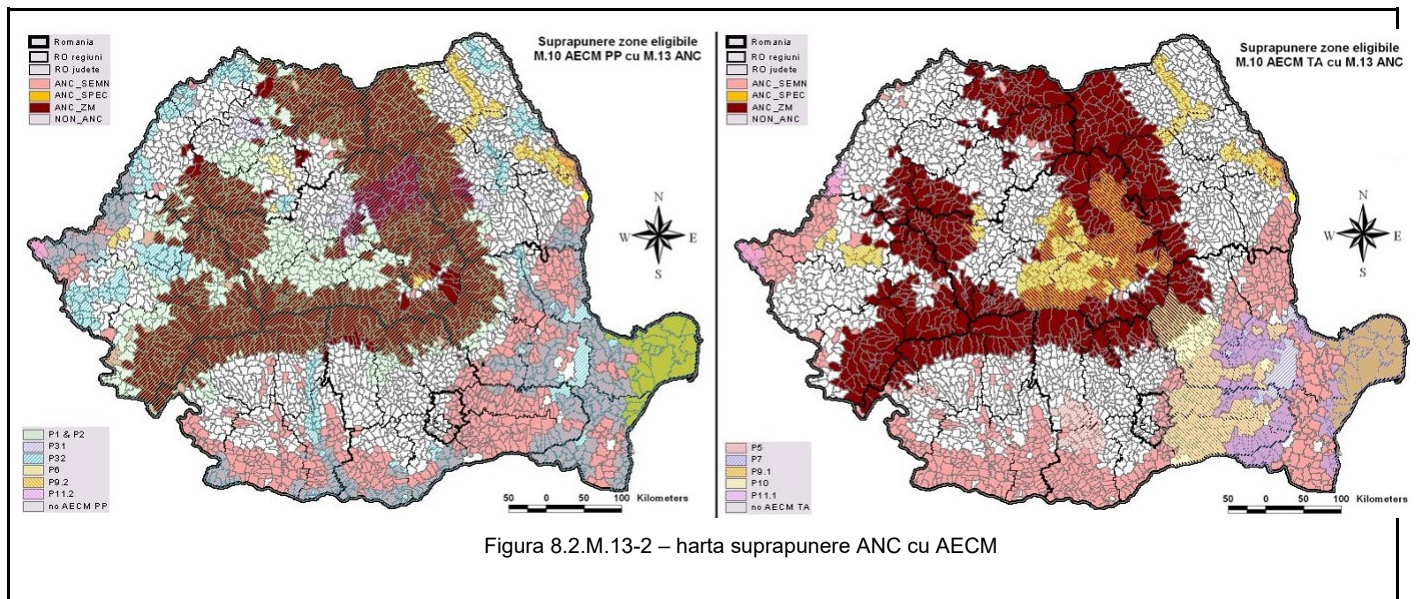 Romania
RO regiuni
RO judete
ANC_SEMN
ANC_SPEC
ANC_ZM
NON_ANC
Suprapunere zone eligibile
M.10 AECM PP cu M.13 ANC
N
W E
S
P1 & P2
P31
P32
P6
P9.2
P11.2
no AECM PP
50 0 50 100 Kilometers
Romania
RO regiuni
RO judete
ANC_SEMN
ANC_SPEC
ANC_ZM
NON_ANC
Suprapunere zone eligibile
M.10 AECM TA cu M.13 ANC
N
W E
S
P5
P7
P9.1
P10
P11.1
no AECM TA
50 0 50 100 Kilometers
Figura 8.2.M.13-2 – harta suprapunere ANC cu AECM